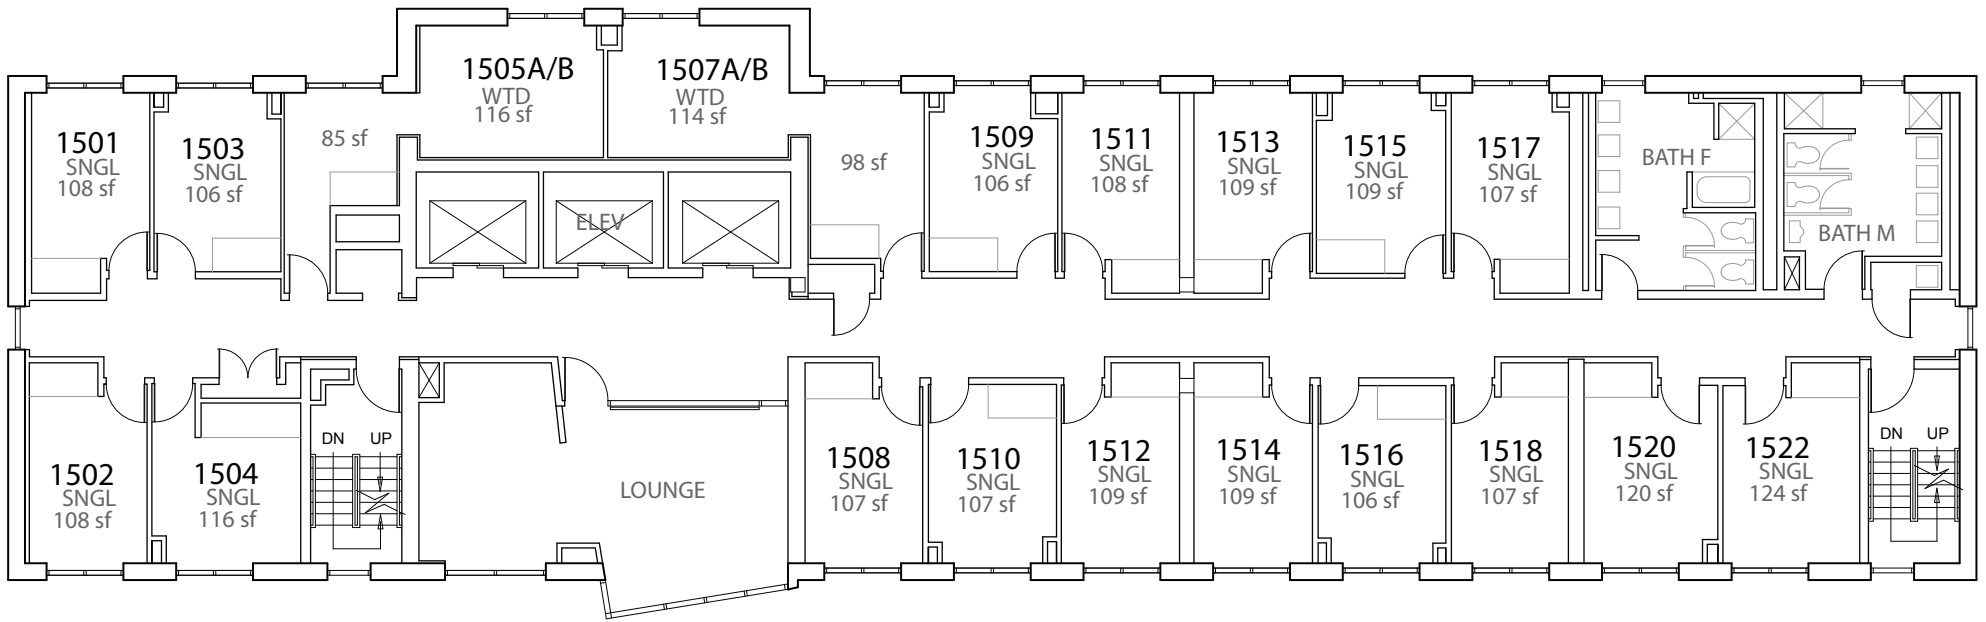 1501
SNGL
108 sf
1503
SNGL
106 sf
85 sf
1505A/B
WTD
116 sf
1507A/B
WTD
114 sf
98 sf
ELEV
1509
SNGL
106 sf
1511
SNGL
108 sf
1513
SNGL
109 sf
1515
SNGL
109 sf
1517
SNGL
107 sf
BATH F
BATH M
1502
SNGL
108 sf
1504
SNGL
116 sf
DN
UP
LOUNGE
1508
SNGL
107 sf
1510
SNGL
107 sf
1512
SNGL
109 sf
1514
SNGL
109 sf
1516
SNGL
106 sf
1518
SNGL
107 sf
1520
SNGL
120 sf
1522
SNGL
124 sf
DN
UP